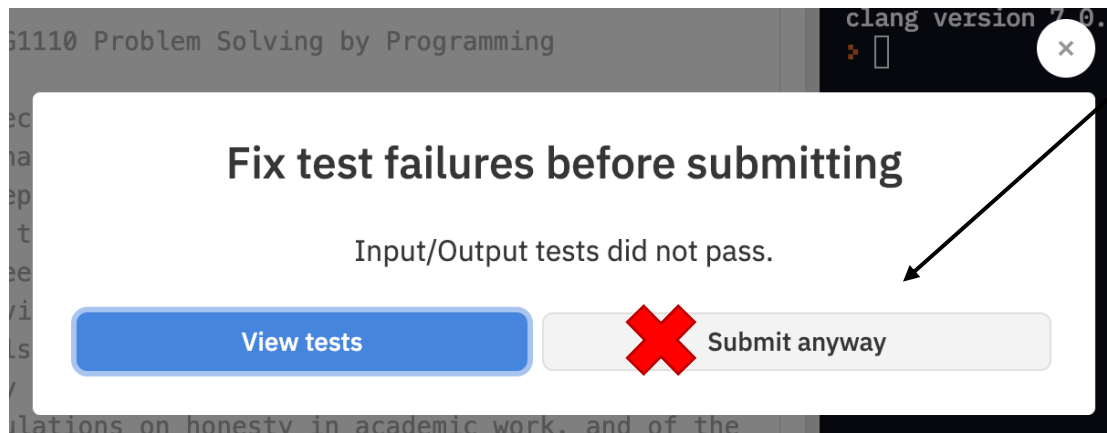 G1110 Problem Solving by Programming
clang version 7.0.
Fix test failures before submitting
Input/Output tests did not pass.
View tests
Submit anyway
ulations on honesty in academic work, and of the